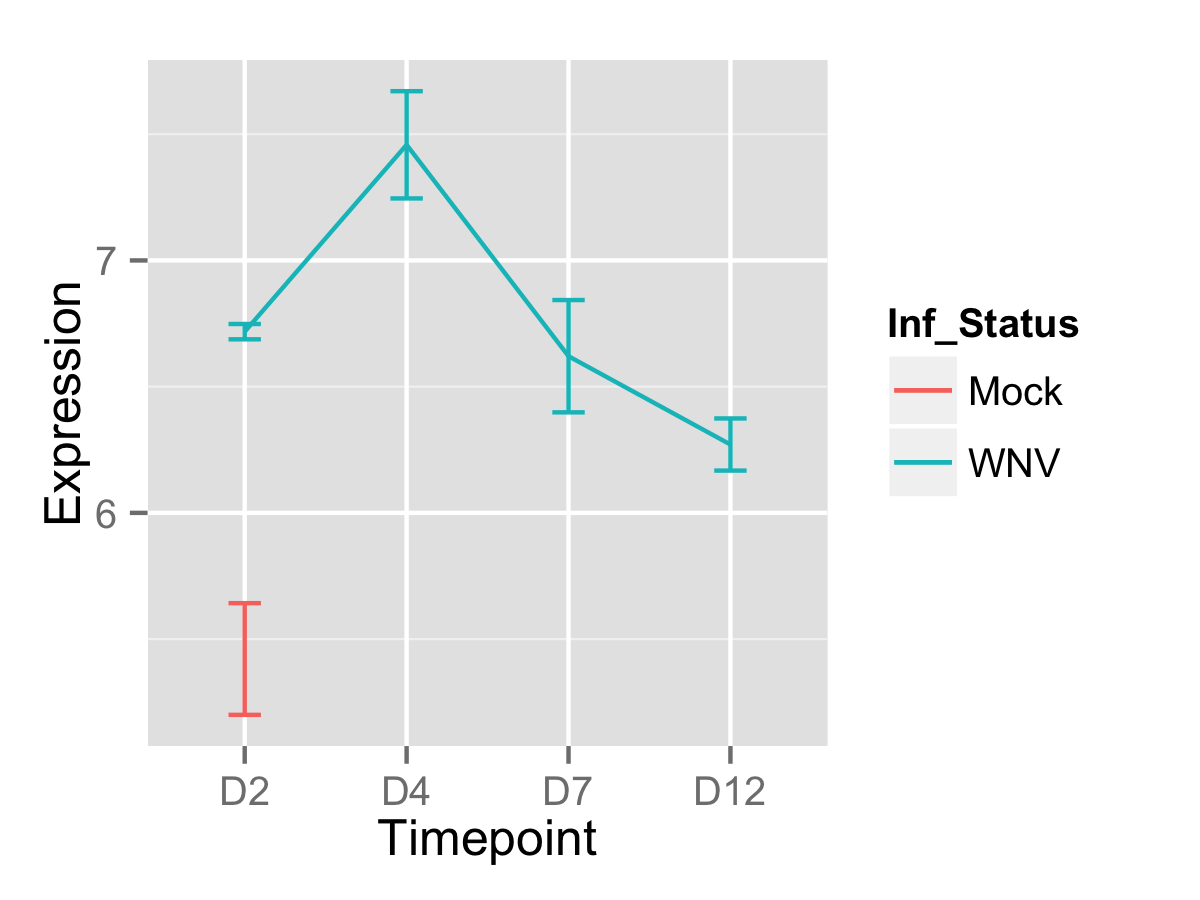 Expression
7
6
D2 D4 D7 D12
Timepoint
Inf_Status
Mock
WNV